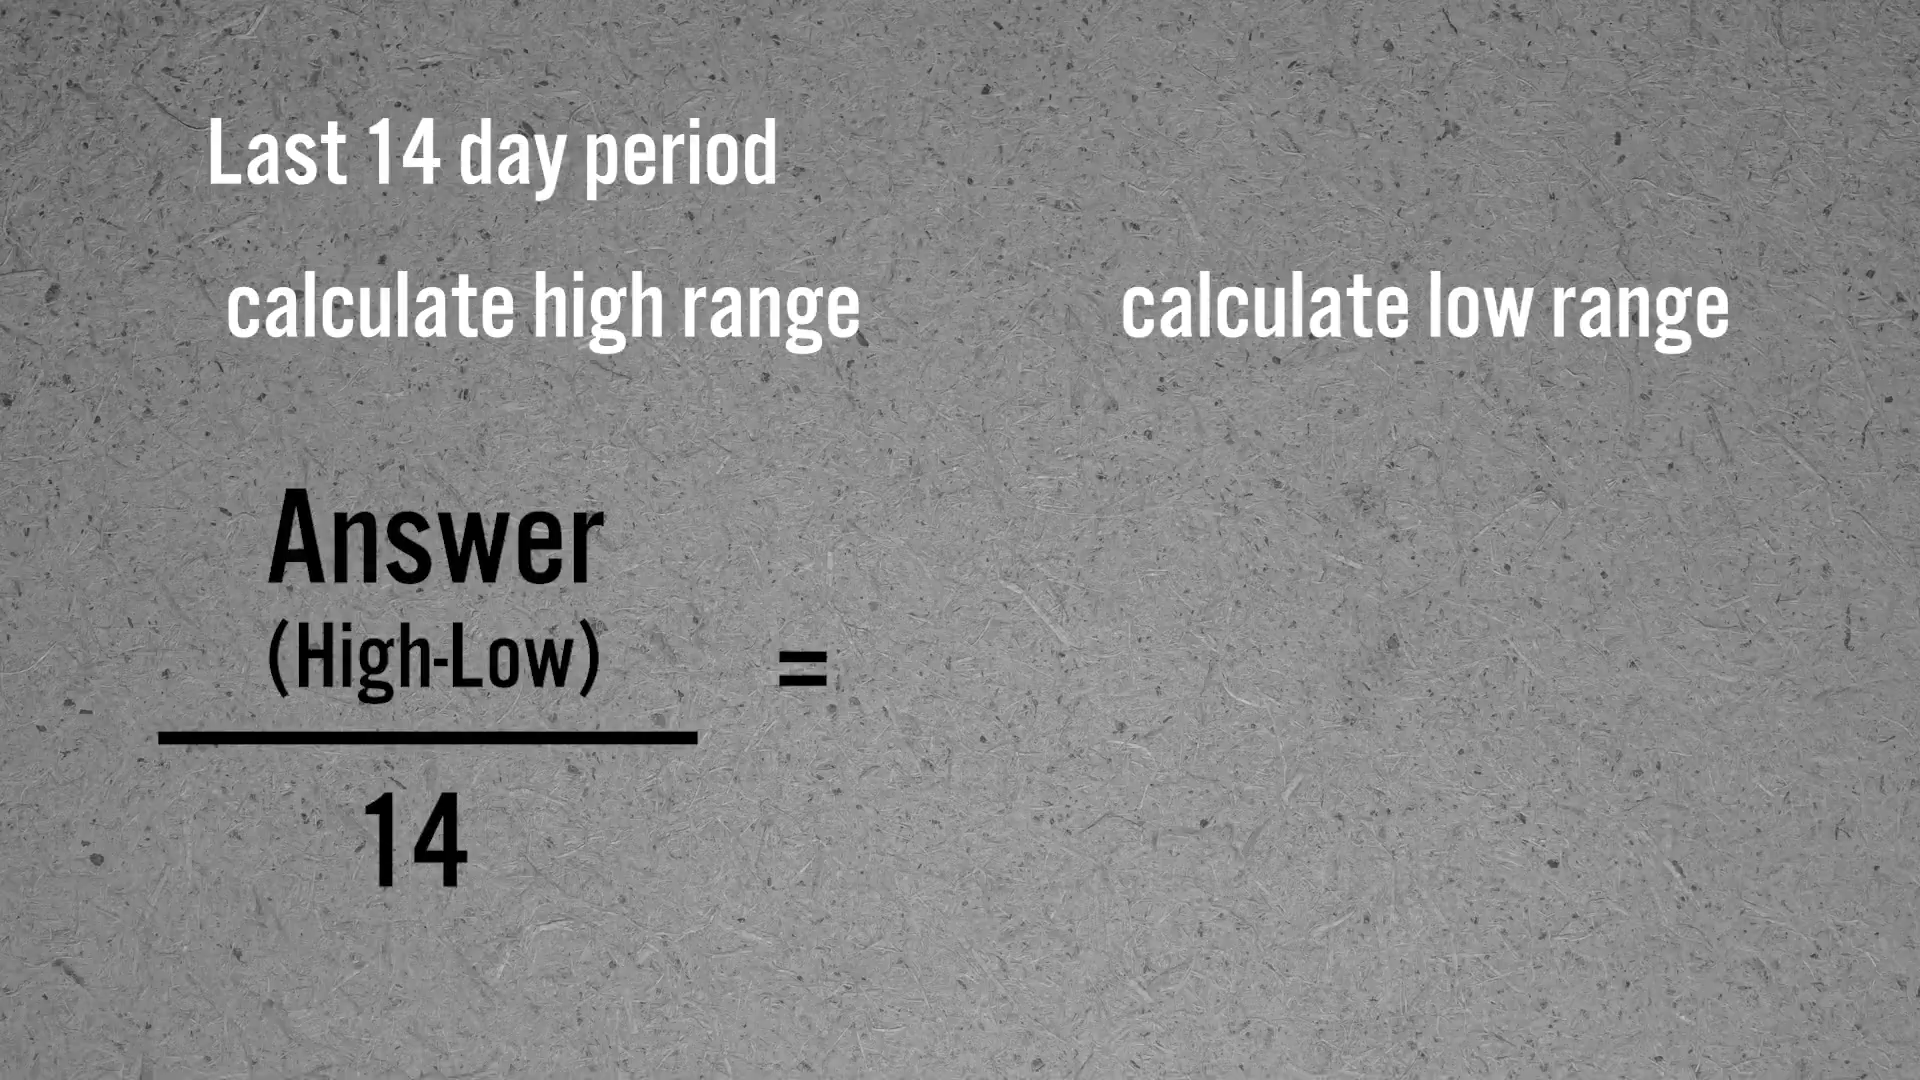 Last 14 day period
calculate high range
calculate low range
Answer
(High-Low)
=
14